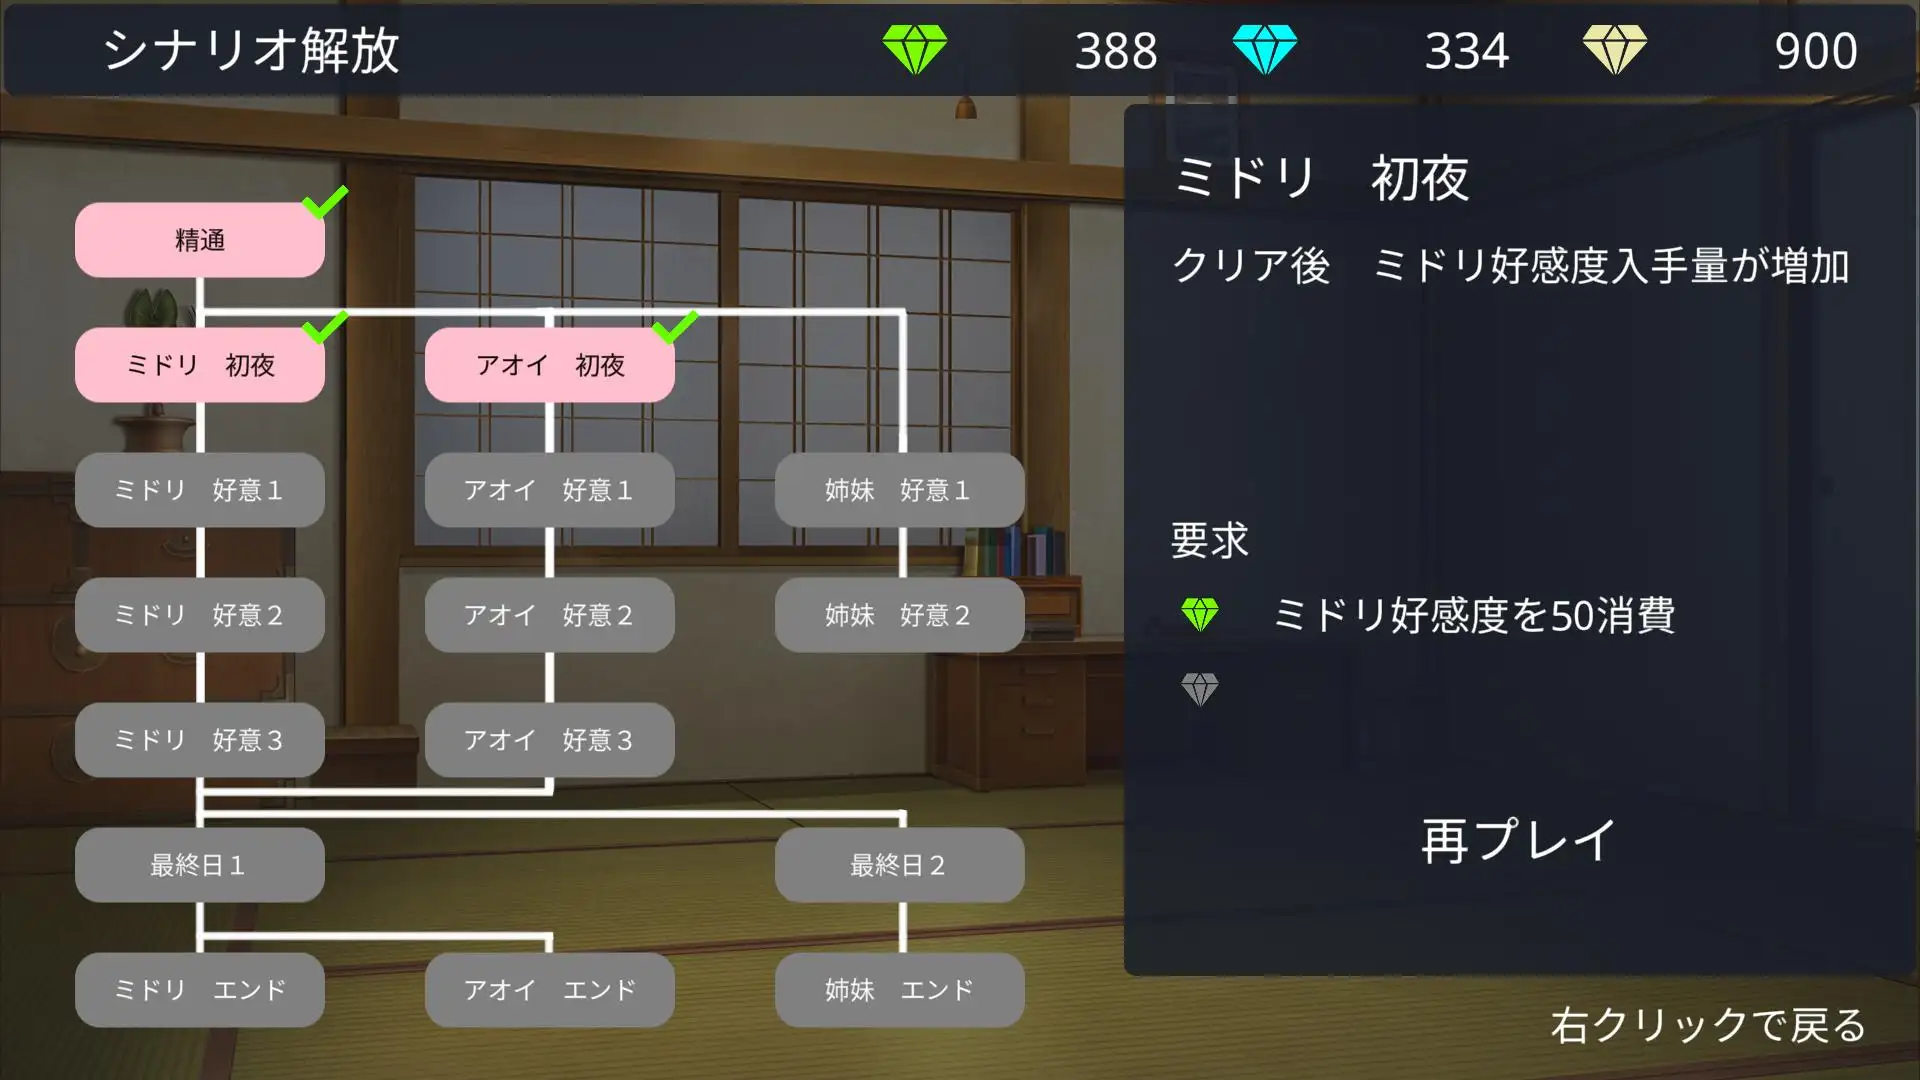 シナリオ解放 388 334 900
精通
ミドリ　初夜 アオイ　初夜
ミドリ　好意1 アオイ　好意1 姉妹　好意1
ミドリ　好意2 アオイ　好意2 姉妹　好意2
ミドリ　好意3 アオイ　好意3
最終日1 最終日2
ミドリ　エンド アオイ　エンド 姉妹　エンド
ミドリ　初夜
クリア後　ミドリ好感度入手量が増加
要求
ミドリ好感度を50消費
再プレイ
右クリックで戻る